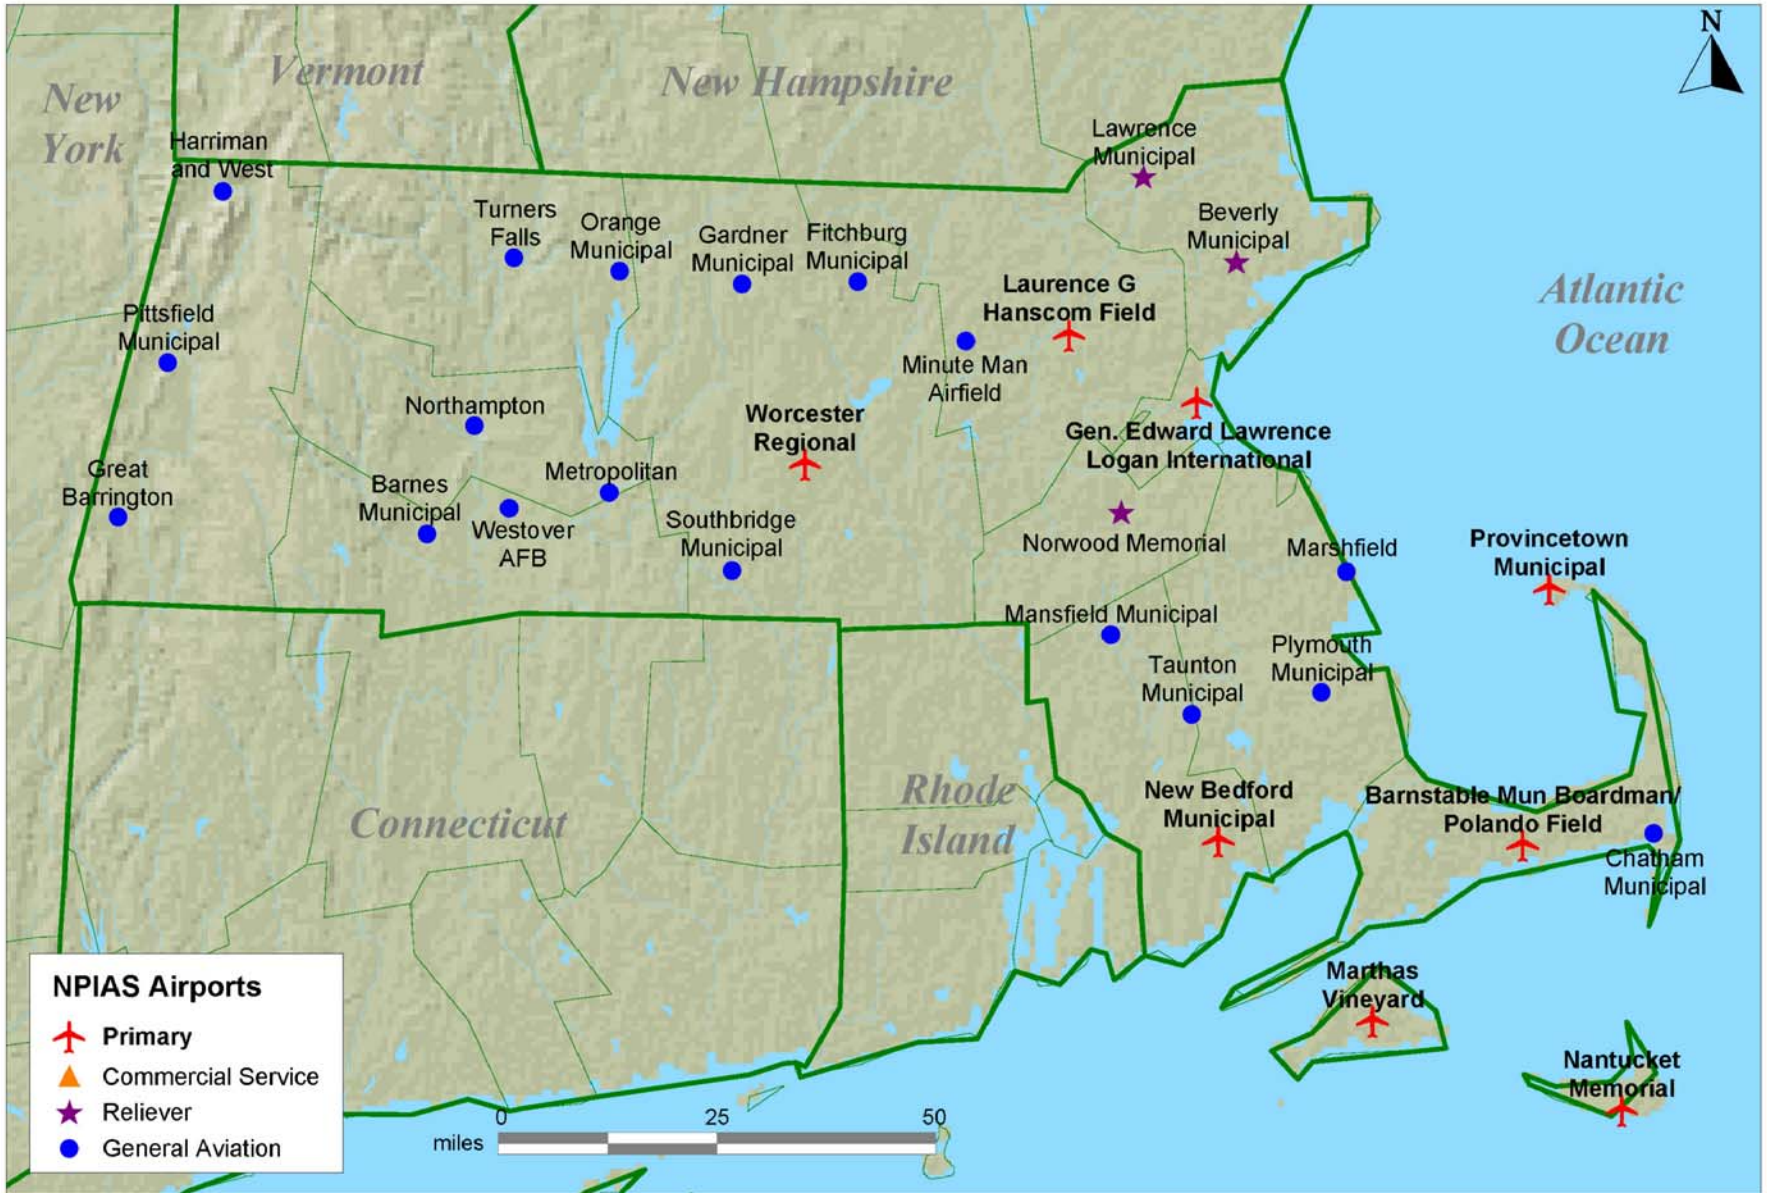 N
Vermont
New Hampshire
New
York
Harriman
and West
Lawrence
Municipal
Turners
Falls
Orange
Municipal
Gardner
Municipal
Fitchburg
Municipal
Beverly
Municipal
Laurence G
Hanscom Field
Atlantic
Ocean
Pittsfield
Municipal
Minute Man
Airfield
Northampton
Worcester
Regional
Gen. Edward Lawrence
Logan International
Great
Barrington
Barnes
Municipal
Metropolitan
Westover
AFB
Southbridge
Municipal
Norwood Memorial
Marshfield
Provincetown
Municipal
Mansfield Municipal
Taunton
Municipal
Plymouth
Municipal
Connecticut
Rhode
Island
New Bedford
Municipal
Barnstable Mun Boardman/
Polando Field
Chatham
Municipal
Marthas
Vineyard
Nantucket
Memorial
NPIAS Airports
Primary
Commercial Service
Reliever
General Aviation
0 25 50
miles